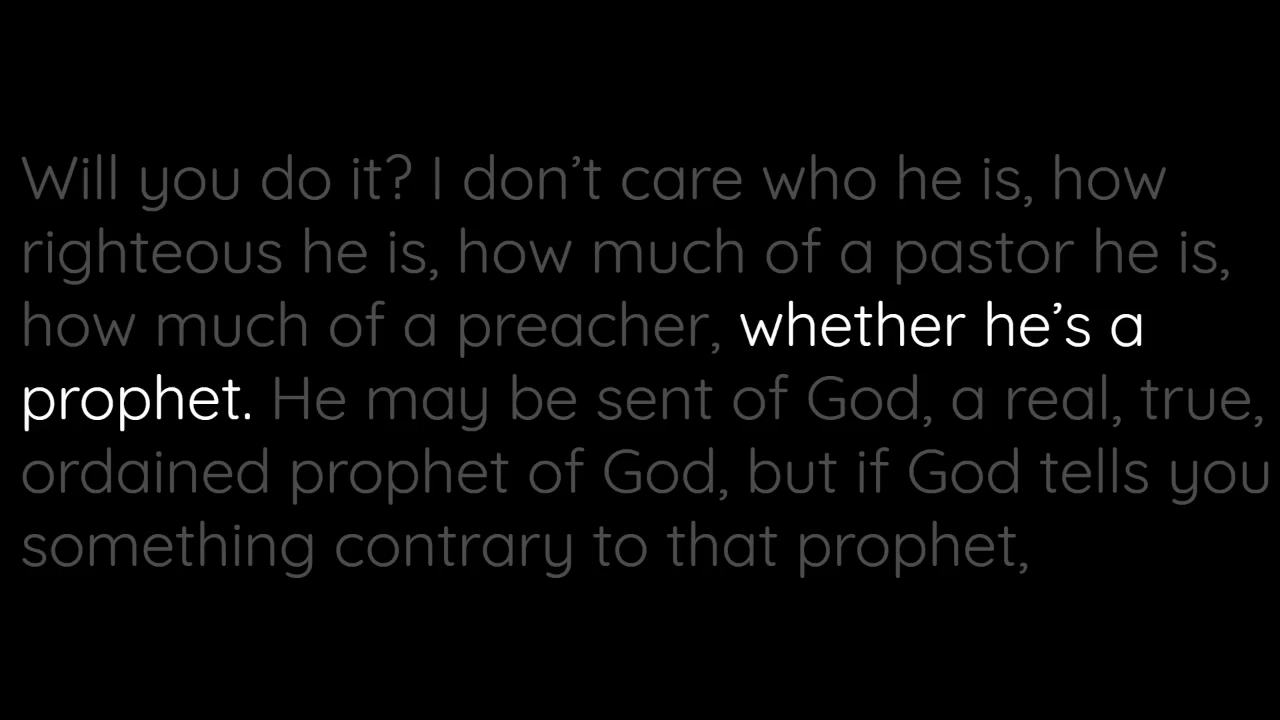 Will you do it? I don’t care who he is, how
righteous he is, how much of a pastor he is,
how much of a preacher, whether he’s a
prophet. He may be sent of God, a real, true,
ordained prophet of God, but if God tells you
something contrary to that prophet,